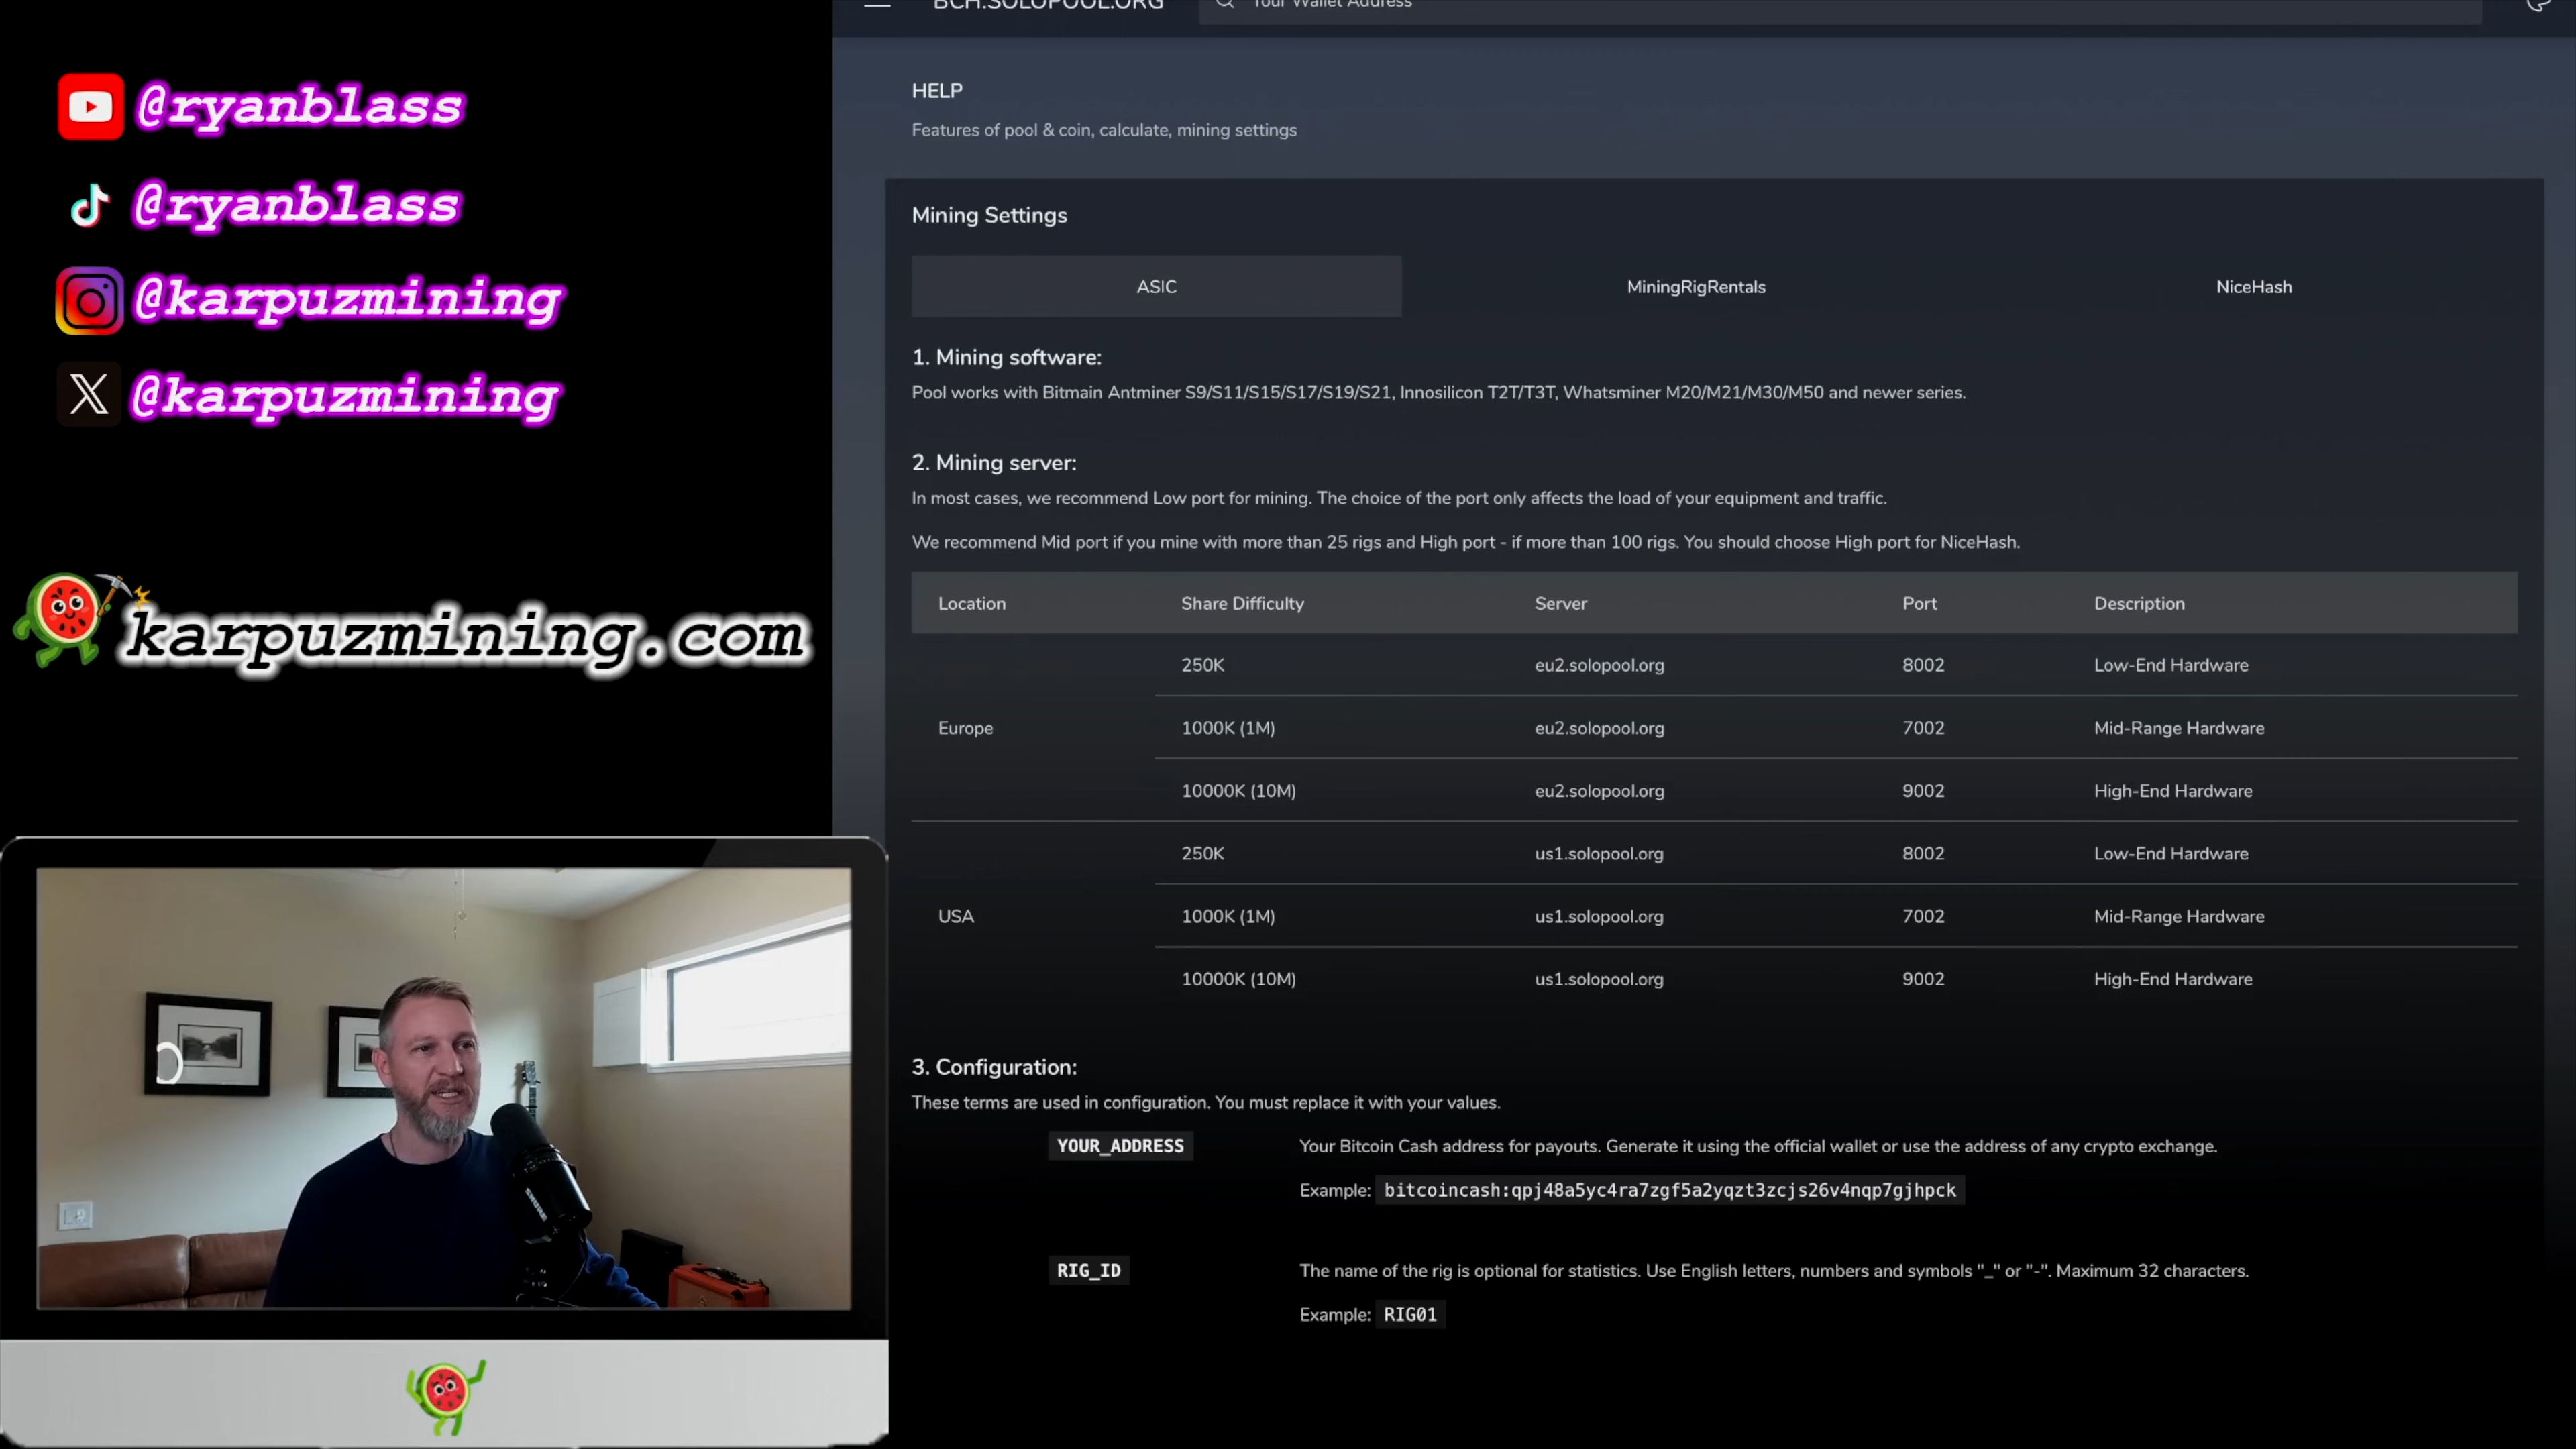 @ryanblass
@ryanblass
@karpuzmining
@karpuzmining
karpuzmining.com
BCH.SOLOPOOL.ORG
Your Wallet Address
HELP
Features of pool & coin, calculate, mining settings
Mining Settings
ASIC
MiningRigRentals
NiceHash
1. Mining software:
Pool works with Bitmain Antminer S9/S11/S15/S17/S19/S21, Innosilicon T2T/T3T, Whatsminer M20/M21/M30/M50 and newer series.
2. Mining server:
In most cases, we recommend Low port for mining. The choice of the port only affects the load of your equipment and traffic.
We recommend Mid port if you mine with more than 25 rigs and High port - if more than 100 rigs. You should choose High port for NiceHash.
Location Share Difficulty Server Port Description
250K eu2.solopool.org 8002 Low-End Hardware
Europe 1000K (1M) eu2.solopool.org 7002 Mid-Range Hardware
10000K (10M) eu2.solopool.org 9002 High-End Hardware
250K us1.solopool.org 8002 Low-End Hardware
USA 1000K (1M) us1.solopool.org 7002 Mid-Range Hardware
10000K (10M) us1.solopool.org 9002 High-End Hardware
3. Configuration:
These terms are used in configuration. You must replace it with your values.
YOUR_ADDRESS Your Bitcoin Cash address for payouts. Generate it using the official wallet or use the address of any crypto exchange.
Example: bitcoincash:qpj48a5yc4ra7zgf5a2yqzt3zcjs26v4nqp7gjhpck
RIG_ID The name of the rig is optional for statistics. Use English letters, numbers and symbols "_" or "-". Maximum 32 characters.
Example: RIG01
SHURE